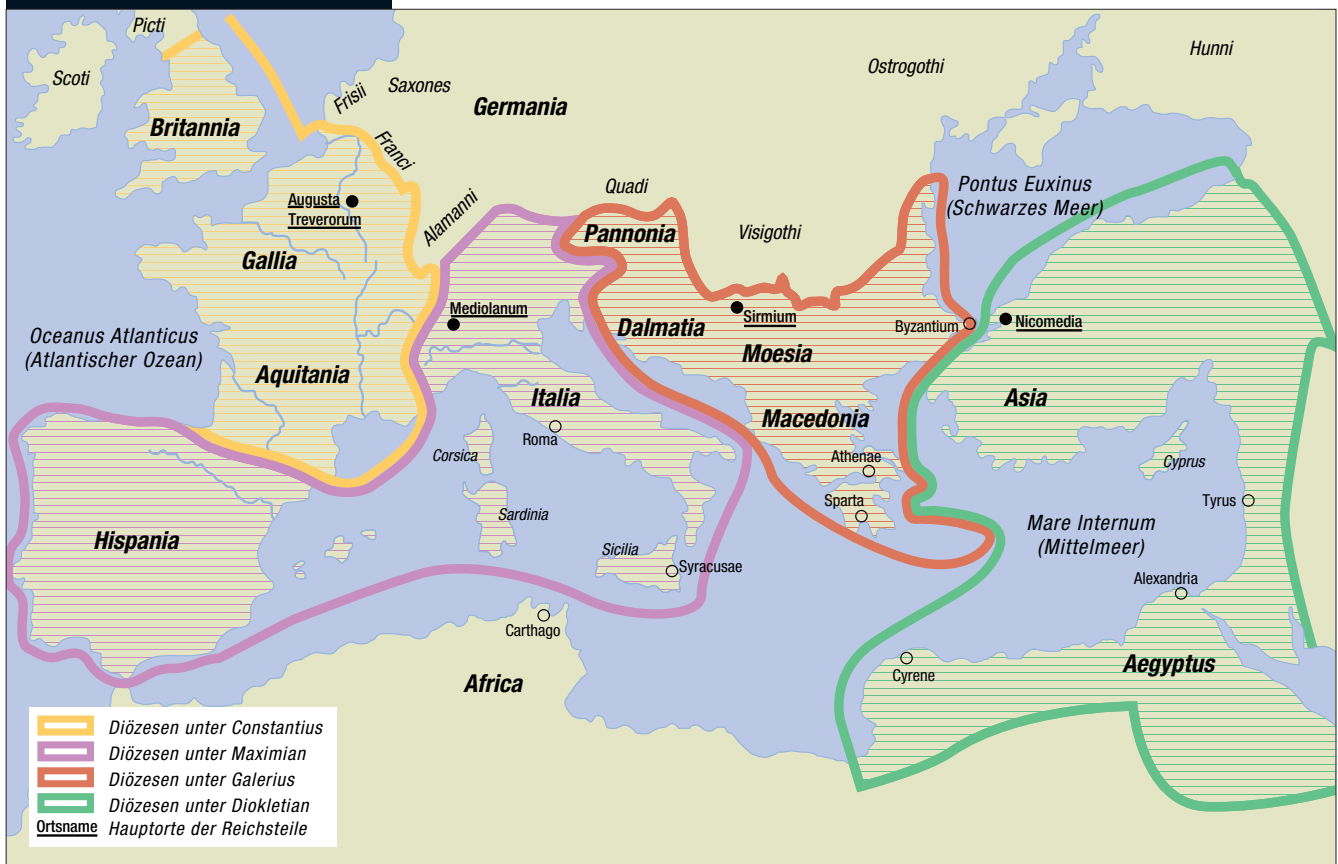 Picti
Hunni
Scoti
Ostrogothi
Saxones
Frisii
Germania
Britannia
Franci
Augusta
Treverorum
Alamanni
Quadi
Pontus Euxinus
(Schwarzes Meer)
Pannonia
Visigothi
Gallia
Mediolanum
Sirmium
Oceanus Atlanticus
(Atlantischer Ozean)
Dalmatia
Byzantium
Nicomedia
Moesia
Aquitania
Italia
Asia
Roma
Macedonia
Corsica
Athenae
Cyprus
Sardinia
Sparta
Tyrus
Hispania
Mare Internum
(Mittelmeer)
Sicilia
Syracusae
Alexandria
Carthago
Cyrene
Aegyptus
Africa
Diözesen unter Constantius
Diözesen unter Maximian
Diözesen unter Galerius
Diözesen unter Diokletian
Ortsname Hauptorte der Reichsteile